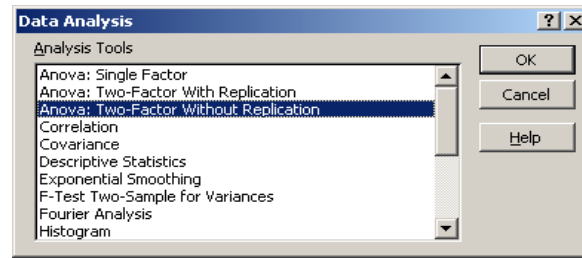 Data Analysis
Analysis Tools
Anova: Single Factor
Anova: Two-Factor With Replication
Anova: Two-Factor Without Replication
Correlation
Covariance
Descriptive Statistics
Exponential Smoothing
F-Test Two-Sample for Variances
Fourier Analysis
Histogram
OK
Cancel
Help